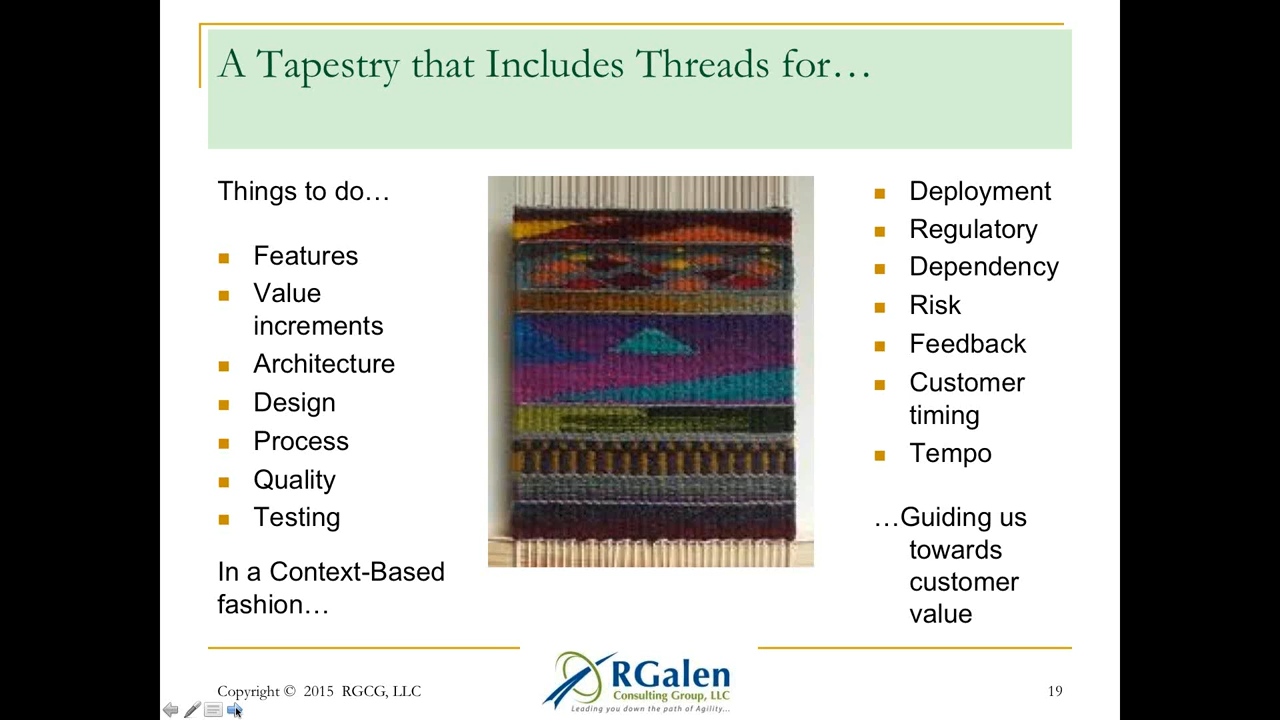 A Tapestry that Includes Threads for…
Things to do…
Features
Value
increments
Architecture
Design
Process
Quality
Testing
In a Context-Based
fashion…
Deployment
Regulatory
Dependency
Risk
Feedback
Customer
timing
Tempo
…Guiding us
towards
customer
value
Copyright © 2015 RGCG, LLC
RGalen
Consulting Group, LLC
Leading you down the path of Agility...
19